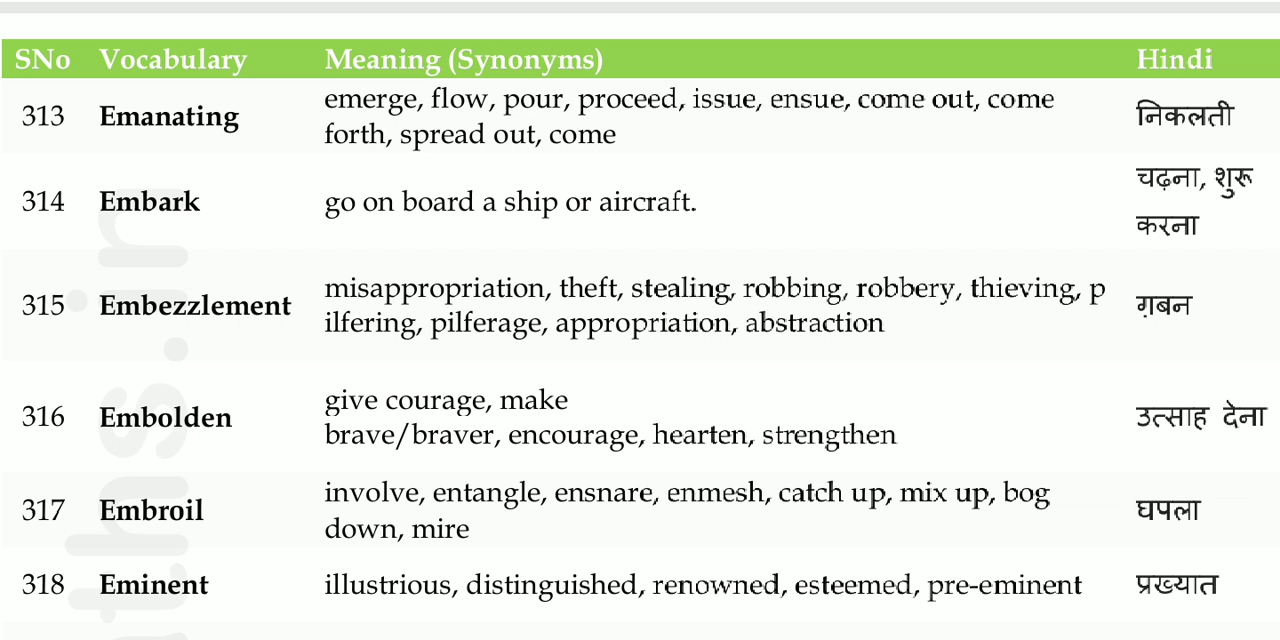 SNo Vocabulary Meaning (Synonyms) Hindi
313 Emanating emerge, flow, pour, proceed, issue, ensue, come out, come
forth, spread out, come निकलती
314 Embark go on board a ship or aircraft. चढ़ना, शुरू
करना
315 Embezzlement misappropriation, theft, stealing, robbing, robbery, thieving, p
ilfering, pilferage, appropriation, abstraction ग़बन
316 Embolden give courage, make
brave/braver, encourage, hearten, strengthen उत्साह देना
317 Embroil involve, entangle, ensnare, enmesh, catch up, mix up, bog
down, mire घपला
318 Eminent illustrious, distinguished, renowned, esteemed, pre-eminent प्रख्यात